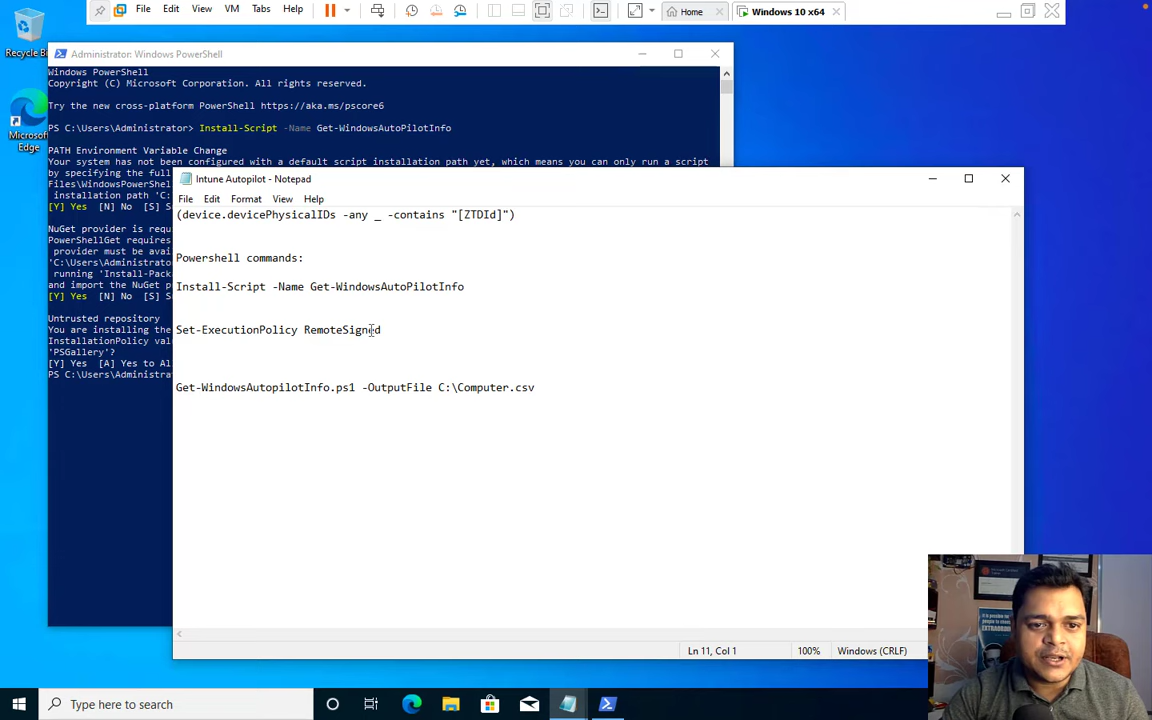 File Edit View VM Tabs Help
Home
Windows 10 x64
Recycle Bi
Microsoft
Edge
Administrator: Windows PowerShell
Windows PowerShell
Copyright (C) Microsoft Corporation. All rights reserved.
Try the new cross-platform PowerShell https://aka.ms/pscore6
PS C:\Users\Administrator> Install-Script -Name Get-WindowsAutoPilotInfo
PATH Environment Variable Change
Your system has not been configured with a default script installation path yet, which means you can only run a script
by specifying the full
Files\WindowsPowerShel
installation path 'C:
[Y] Yes [N] No [S] S
NuGet provider is requ
PowerShellGet requires
provider must be avai
'C:\Users\Administrato
running 'Install-Pack
and import the NuGet p
[Y] Yes [N] No [S] S
Untrusted repository
You are installing the
InstallationPolicy val
'PSGallery'?
[Y] Yes [A] Yes to Al
PS C:\Users\Administra
Intune Autopilot - Notepad
File Edit Format View Help
(device.devicePhysicalIDs -any _ -contains "[ZTDId]")
Powershell commands:
Install-Script -Name Get-WindowsAutoPilotInfo
Set-ExecutionPolicy RemoteSigned
Get-WindowsAutopilotInfo.ps1 -OutputFile C:\Computer.csv
Ln 11, Col 1 100% Windows (CRLF)
Type here to search